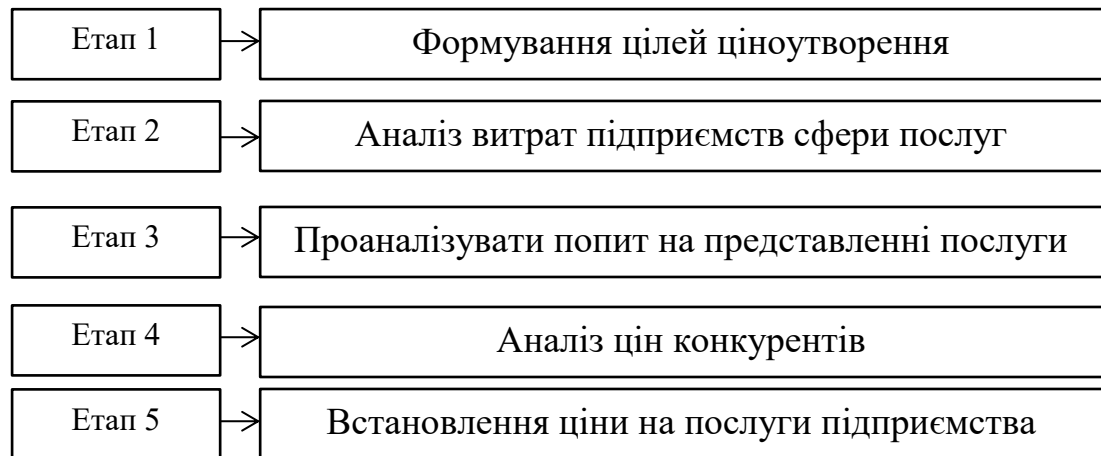 Етап 1
Формування цілей ціноутворення
Етап 2
Аналіз витрат підприємств сфери послуг
Етап 3
Проаналізувати попит на представленні послуги
Етап 4
Аналіз цін конкурентів
Етап 5
Встановлення ціни на послуги підприємства